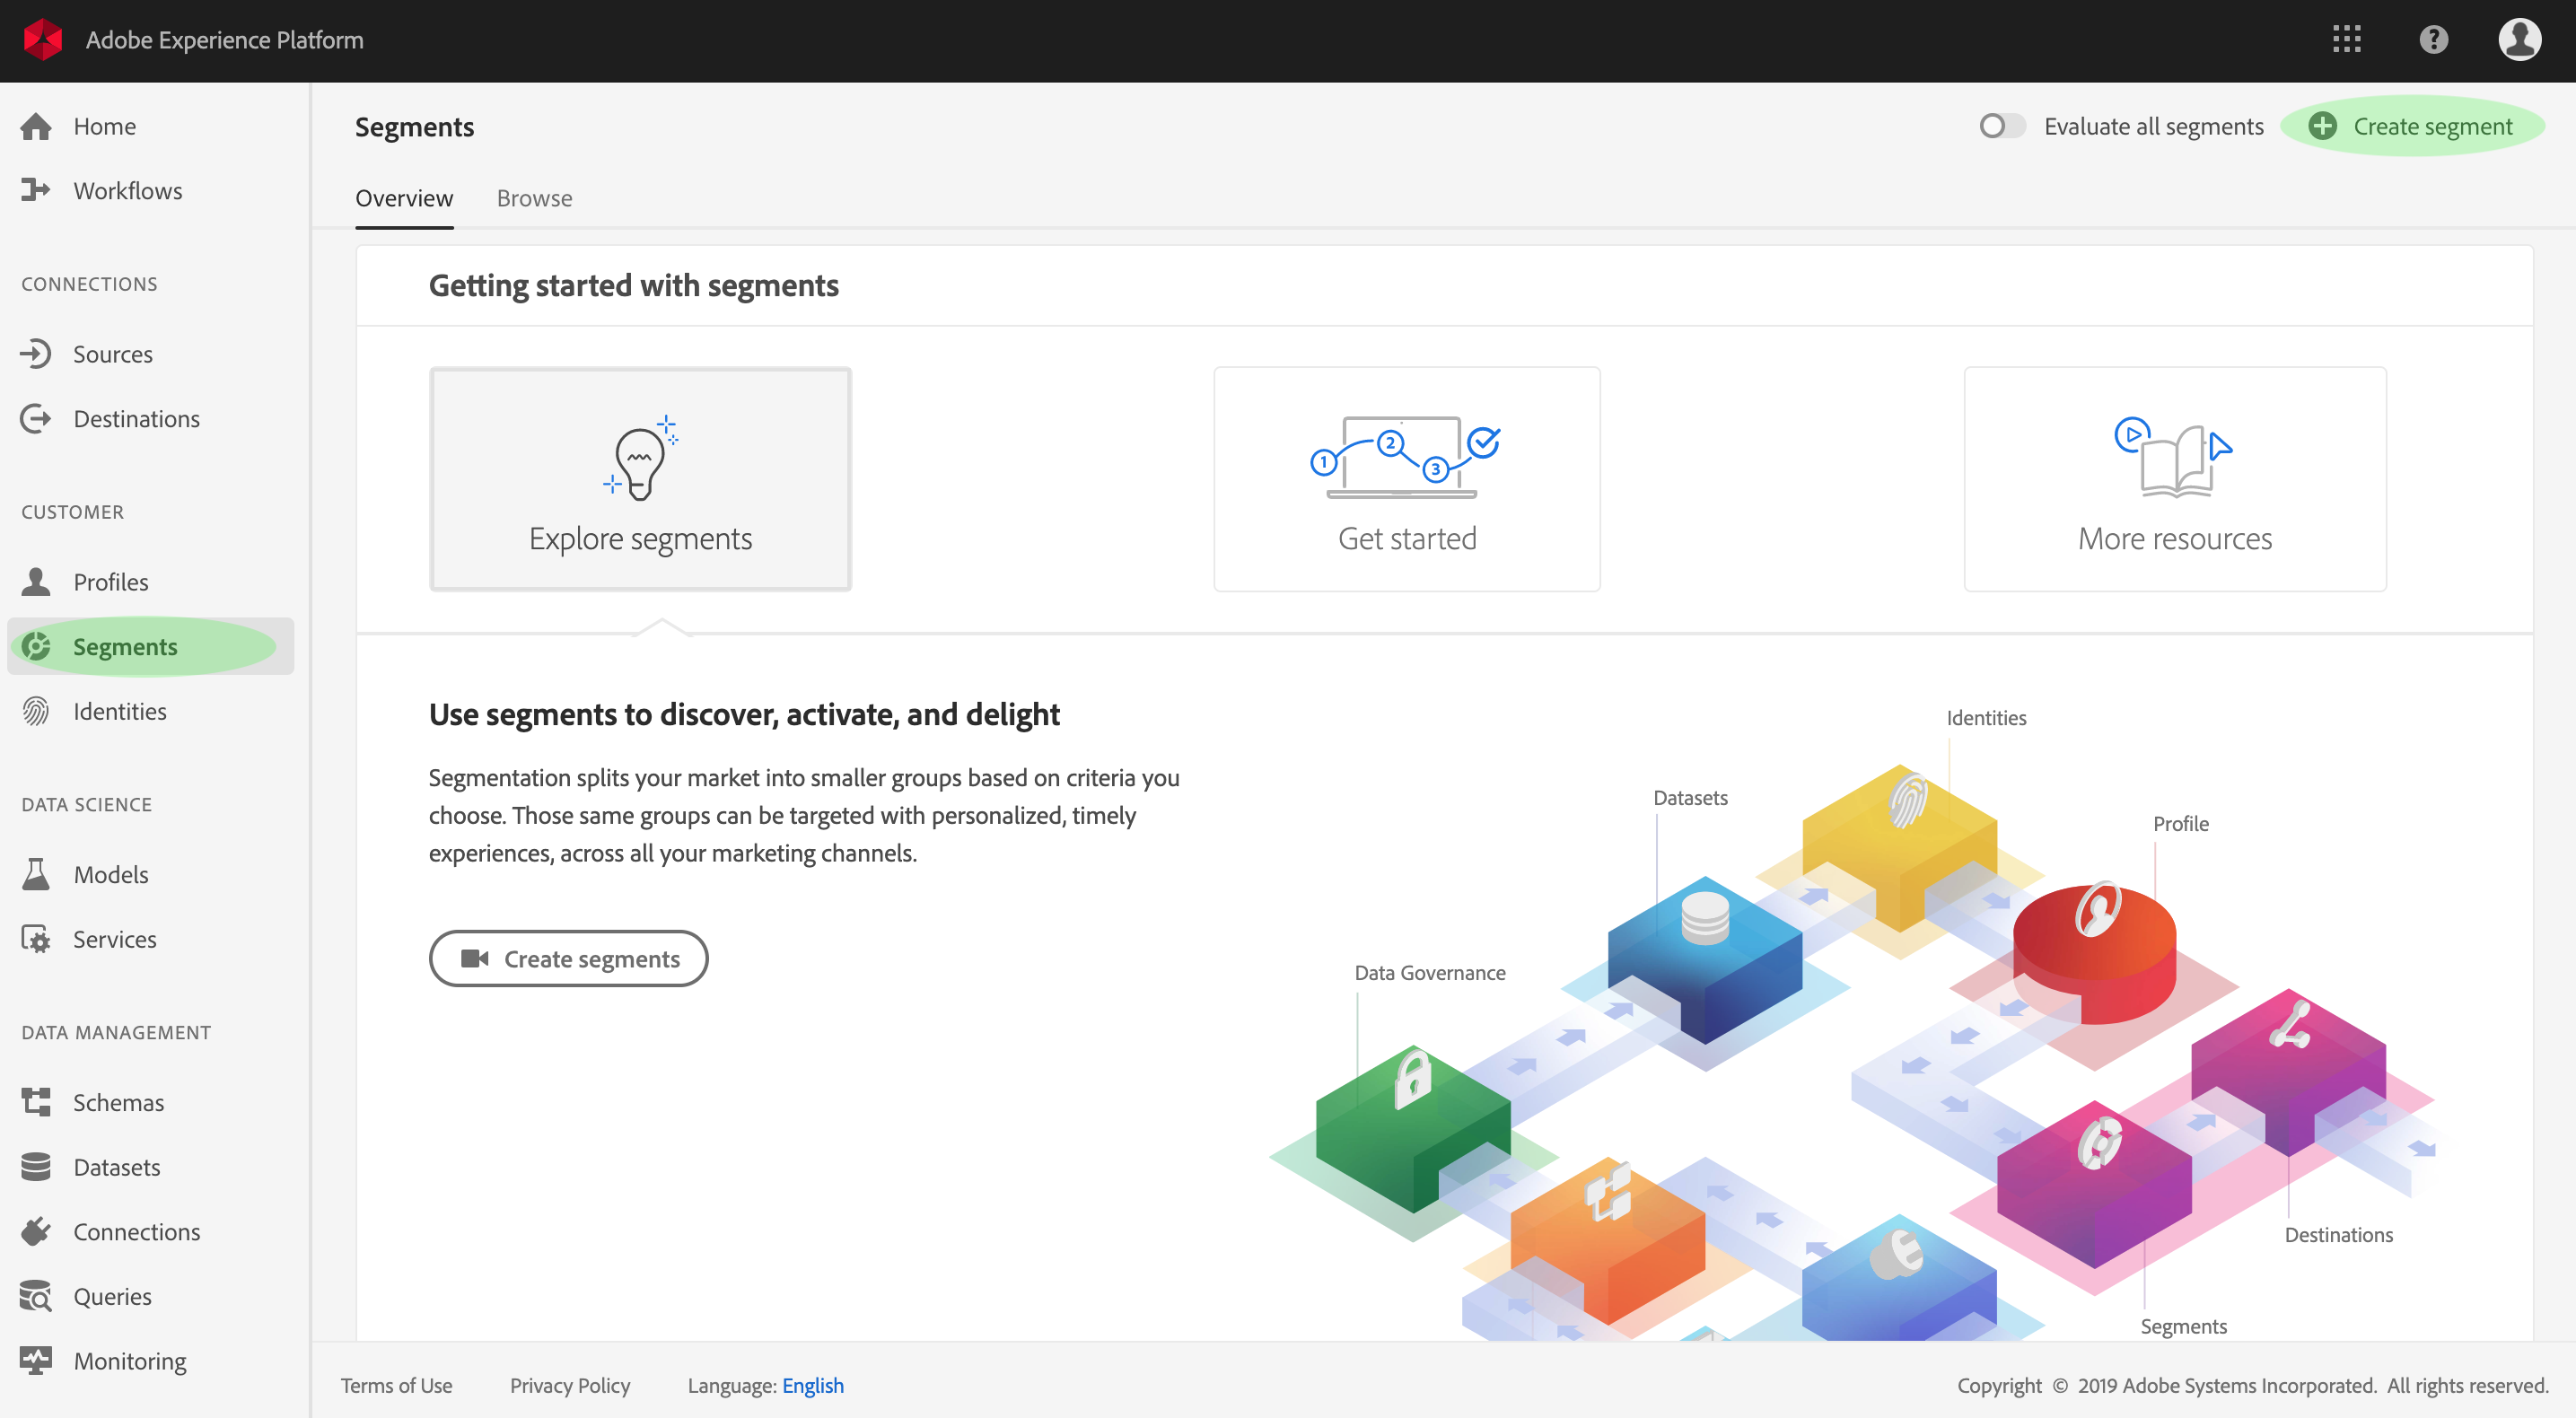 Adobe Experience Platform
?
Home
Workflows
CONNECTIONS
Sources
Destinations
CUSTOMER
Profiles
Segments
Identities
DATA SCIENCE
Models
Services
DATA MANAGEMENT
Schemas
Datasets
Connections
Queries
Monitoring
Segments
Evaluate all segments
Create segment
Overview
Browse
Getting started with segments
Explore segments
1
2
3
Get started
More resources
Use segments to discover, activate, and delight
Segmentation splits your market into smaller groups based on criteria you
choose. Those same groups can be targeted with personalized, timely
experiences, across all your marketing channels.
Create segments
Identities
Datasets
Profile
Data Governance
Destinations
Segments
Terms of Use
Privacy Policy
Language: English
Copyright © 2019 Adobe Systems Incorporated. All rights reserved.